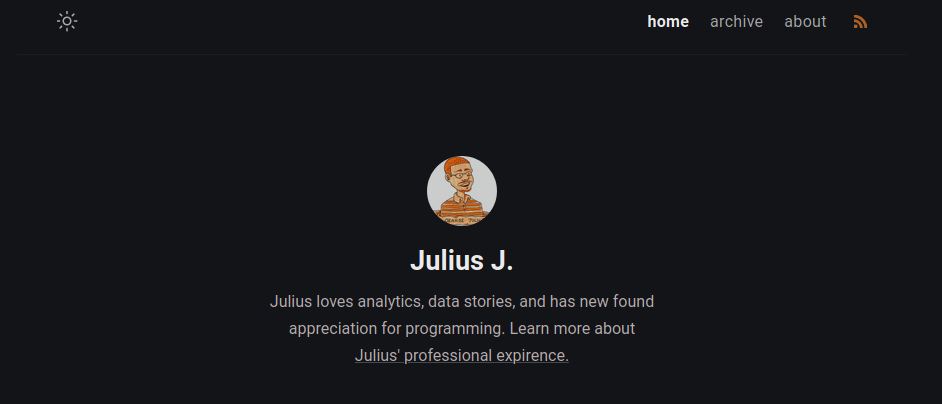 home archive about
Julius J.
Julius loves analytics, data stories, and has new found
appreciation for programming. Learn more about
Julius' professional expirence.